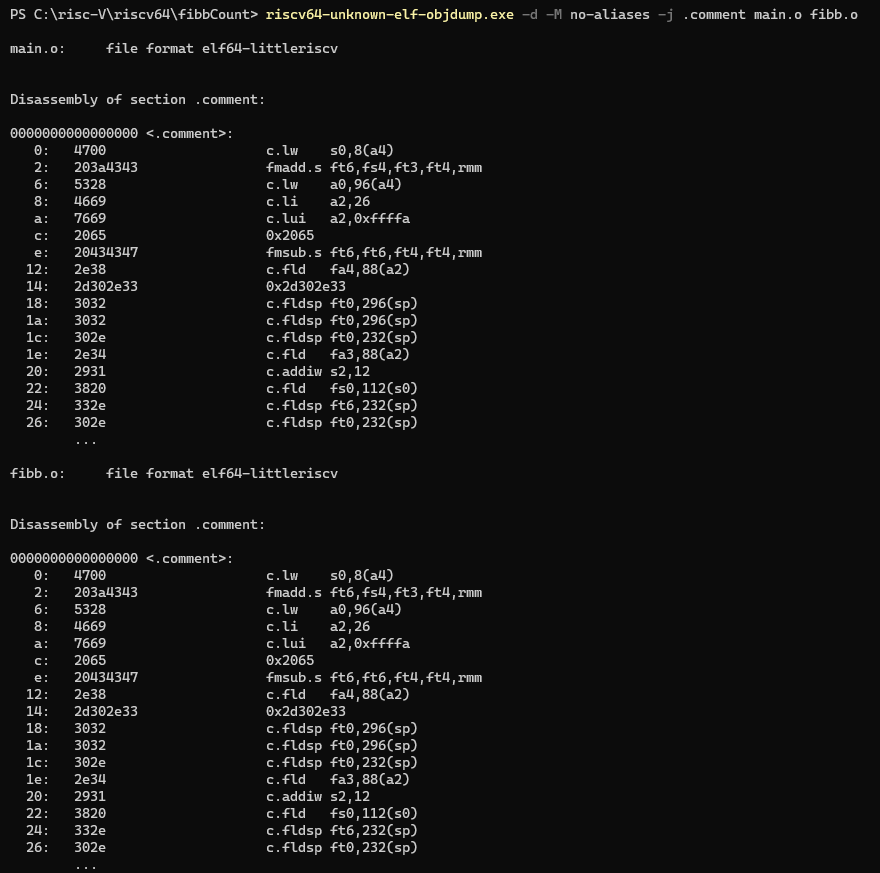 PS C:\risc-V\riscv64\fibbCount> riscv64-unknown-elf-objdump.exe -d -M no-aliases -j .comment main.o fibb.o
main.o:     file format elf64-littleriscv
Disassembly of section .comment:
0000000000000000 <.comment>:
   0:   4700                    c.lw    s0,8(a4)
   2:   203a4343                fmadd.s ft6,fs4,ft3,ft4,rmm
   6:   5328                    c.lw    a0,96(a4)
   8:   4669                    c.li    a2,26
   a:   7669                    c.lui   a2,0xffffa
   c:   2065                    0x2065
   e:   20434347                fmsub.s ft6,ft6,ft4,ft4,rmm
  12:   2e38                    c.fld   fa4,88(a2)
  14:   2d302e33                0x2d302e33
  18:   3032                    c.fldsp ft0,296(sp)
  1a:   3032                    c.fldsp ft0,296(sp)
  1c:   302e                    c.fldsp ft0,232(sp)
  1e:   2e34                    c.fld   fa3,88(a2)
  20:   2931                    c.addiw s2,12
  22:   3820                    c.fld   fs0,112(s0)
  24:   332e                    c.fldsp ft6,232(sp)
  26:   302e                    c.fldsp ft0,232(sp)
        ...
fibb.o:     file format elf64-littleriscv
Disassembly of section .comment:
0000000000000000 <.comment>:
   0:   4700                    c.lw    s0,8(a4)
   2:   203a4343                fmadd.s ft6,fs4,ft3,ft4,rmm
   6:   5328                    c.lw    a0,96(a4)
   8:   4669                    c.li    a2,26
   a:   7669                    c.lui   a2,0xffffa
   c:   2065                    0x2065
   e:   20434347                fmsub.s ft6,ft6,ft4,ft4,rmm
  12:   2e38                    c.fld   fa4,88(a2)
  14:   2d302e33                0x2d302e33
  18:   3032                    c.fldsp ft0,296(sp)
  1a:   3032                    c.fldsp ft0,296(sp)
  1c:   302e                    c.fldsp ft0,232(sp)
  1e:   2e34                    c.fld   fa3,88(a2)
  20:   2931                    c.addiw s2,12
  22:   3820                    c.fld   fs0,112(s0)
  24:   332e                    c.fldsp ft6,232(sp)
  26:   302e                    c.fldsp ft0,232(sp)
        ...